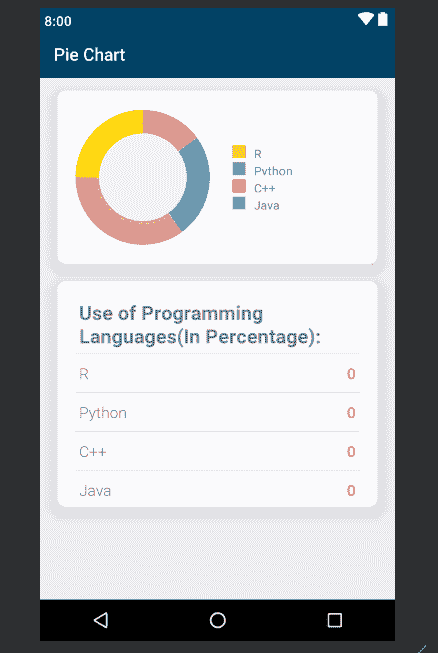 8:00
Pie Chart
R
Python
C++
Java
Use of Programming
Languages(In Percentage):
R 0
Python 0
C++ 0
Java 0